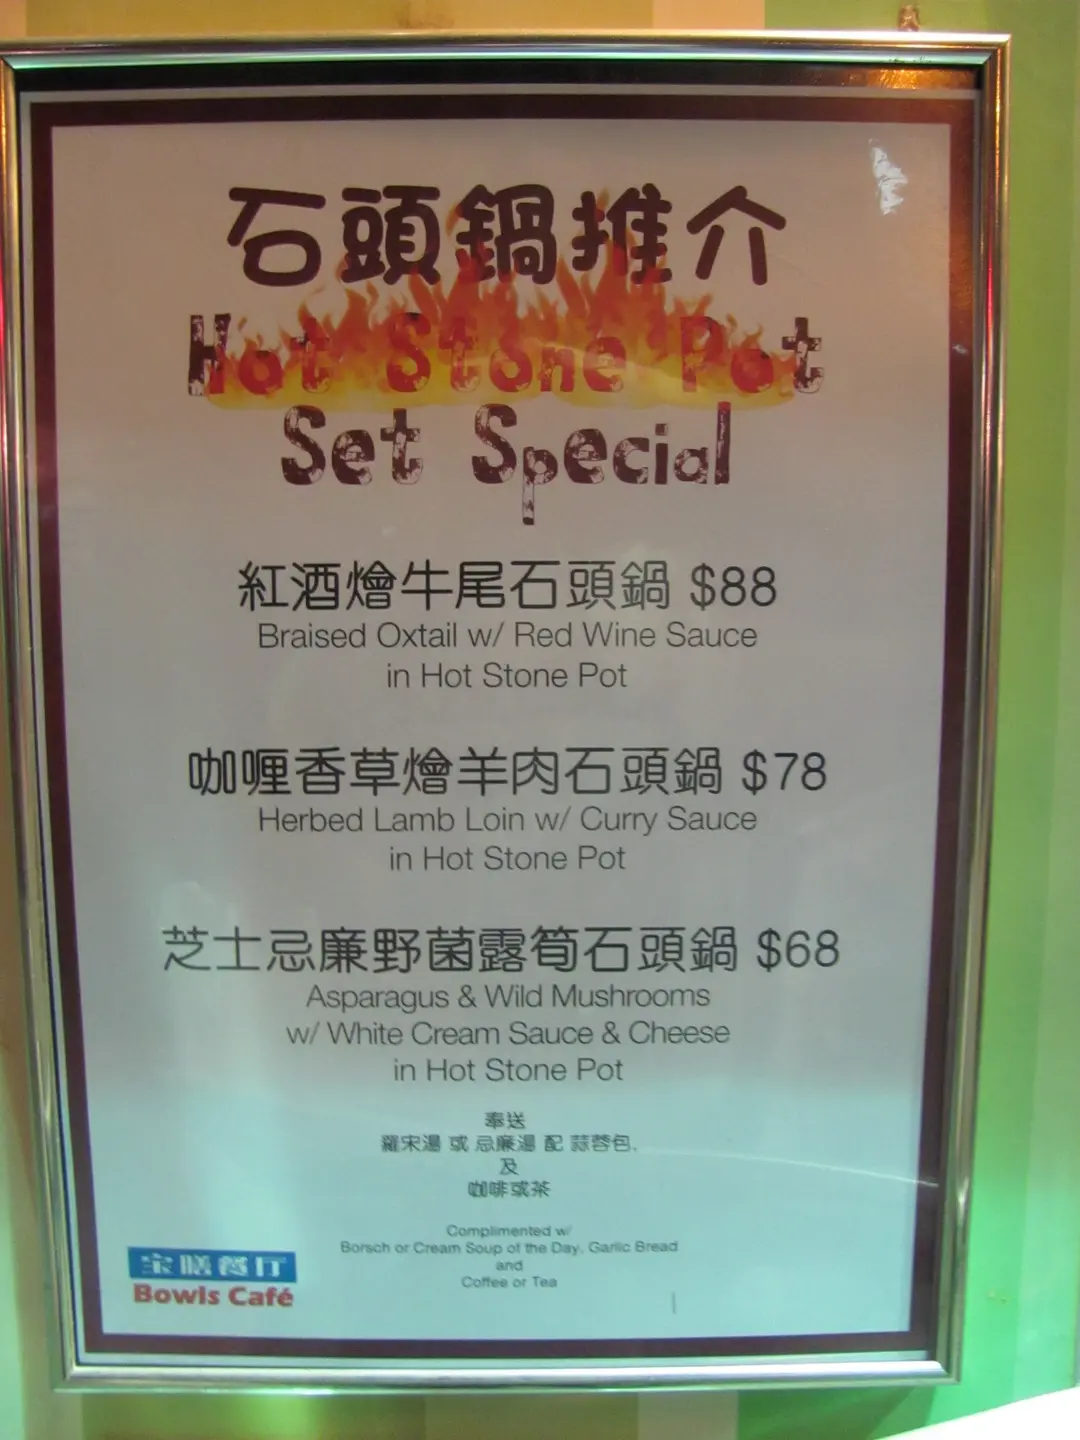 石頭鍋推介
Hot Stone Pot
Set Special
紅酒燴牛尾石頭鍋 $88
Braised Oxtail w/ Red Wine Sauce
in Hot Stone Pot
咖喱香草燴羊肉石頭鍋 $78
Herbed Lamb Loin w/ Curry Sauce
in Hot Stone Pot
芝士忌廉野菌露筍石頭鍋 $68
Asparagus & Wild Mushrooms
w/ White Cream Sauce & Cheese
in Hot Stone Pot
奉送
羅宋湯 或 忌廉湯 配 蒜蓉包,
及
咖啡或茶
Complimented w/
Borsch or Cream Soup of the Day, Garlic Bread
and
Coffee or Tea
宝膳餐厅
Bowls Café